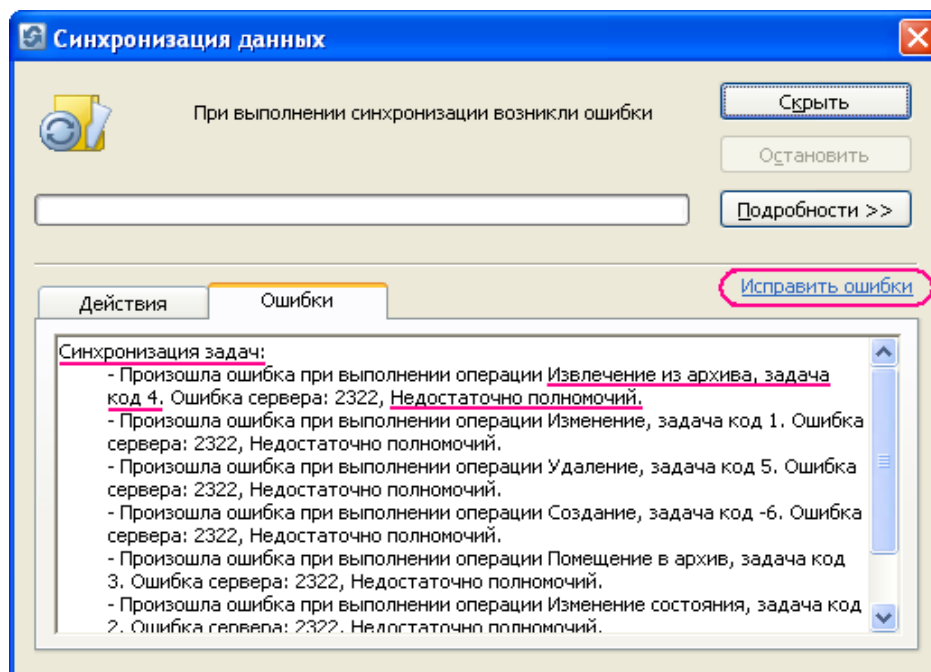 Синхронизация данных
При выполнении синхронизации возникли ошибки
Скрыть
Остановить
Подробности >>
Исправить ошибки
Действия
Ошибки
Синхронизация задач:
- Произошла ошибка при выполнении операции Извлечение из архива, задача
код 4. Ошибка сервера: 2322, Недостаточно полномочий.
- Произошла ошибка при выполнении операции Изменение, задача код 1. Ошибка
сервера: 2322, Недостаточно полномочий.
- Произошла ошибка при выполнении операции Удаление, задача код 5. Ошибка
сервера: 2322, Недостаточно полномочий.
- Произошла ошибка при выполнении операции Создание, задача код -6. Ошибка
сервера: 2322, Недостаточно полномочий.
- Произошла ошибка при выполнении операции Помещение в архив, задача код
3. Ошибка сервера: 2322, Недостаточно полномочий.
- Произошла ошибка при выполнении операции Изменение состояния, задача код
2. Ошибка сервера: 2322, Недостаточно полномочий.